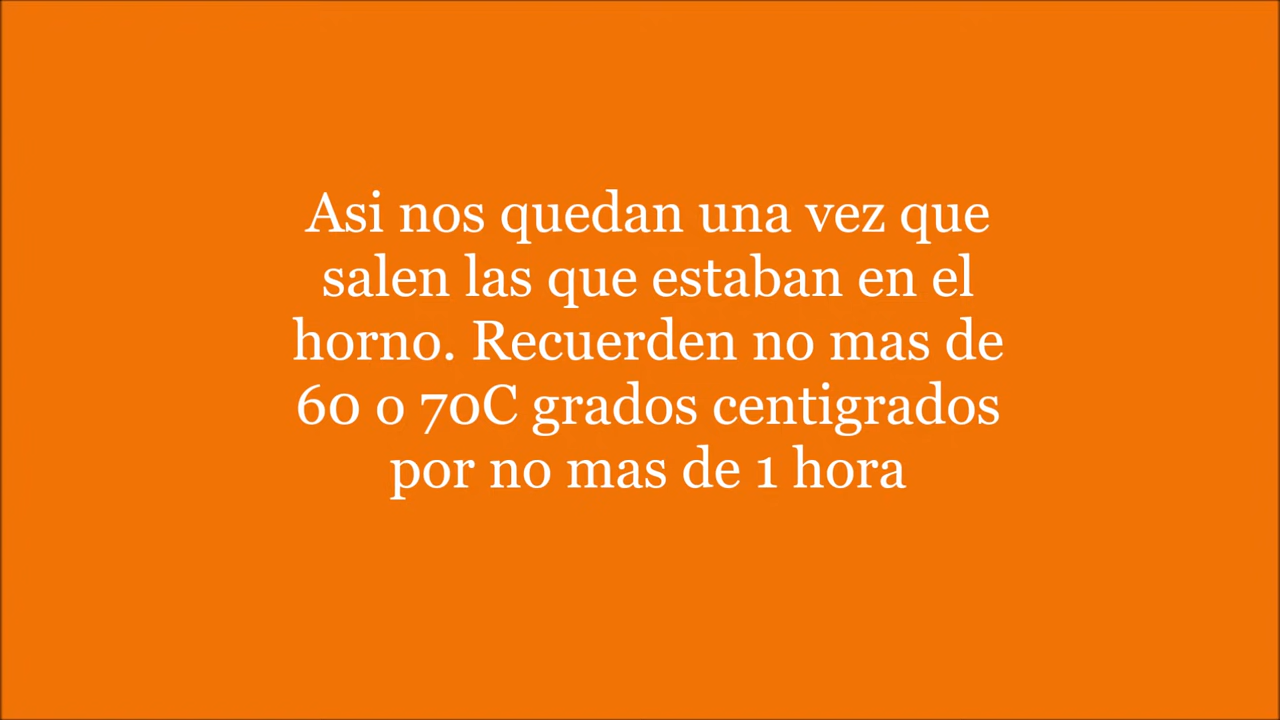 Asi nos quedan una vez que
salen las que estaban en el
horno. Recuerden no mas de
60 o 70C grados centigrados
por no mas de 1 hora